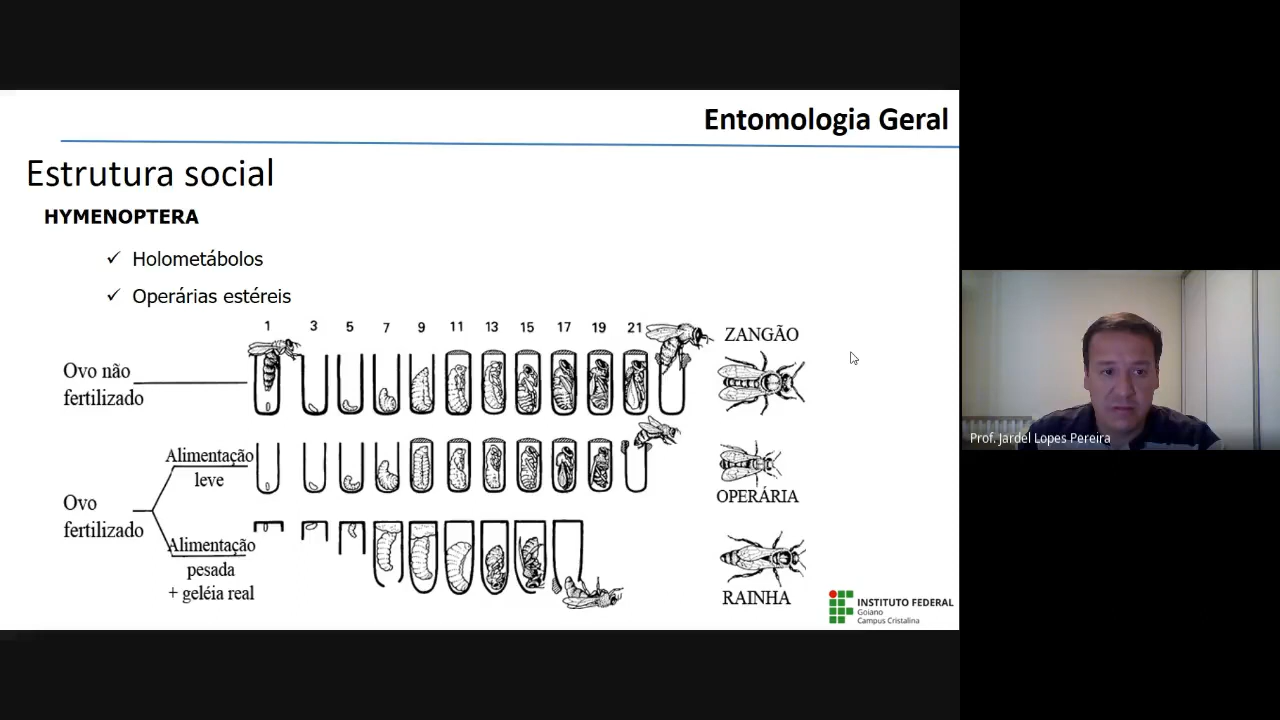 Entomologia Geral
Estrutura social
HYMENOPTERA
✓ Holometábolos
✓ Operárias estéreis
1 3 5 7 9 11 13 15 17 19 21
ZANGÃO
Ovo não
fertilizado
Alimentação
leve
OPERÁRIA
Ovo
fertilizado
Alimentação
pesada
+ geléia real
RAINHA
INSTITUTO FEDERAL
Goiano
Campus Cristalina
Prof. Jardel Lopes Pereira